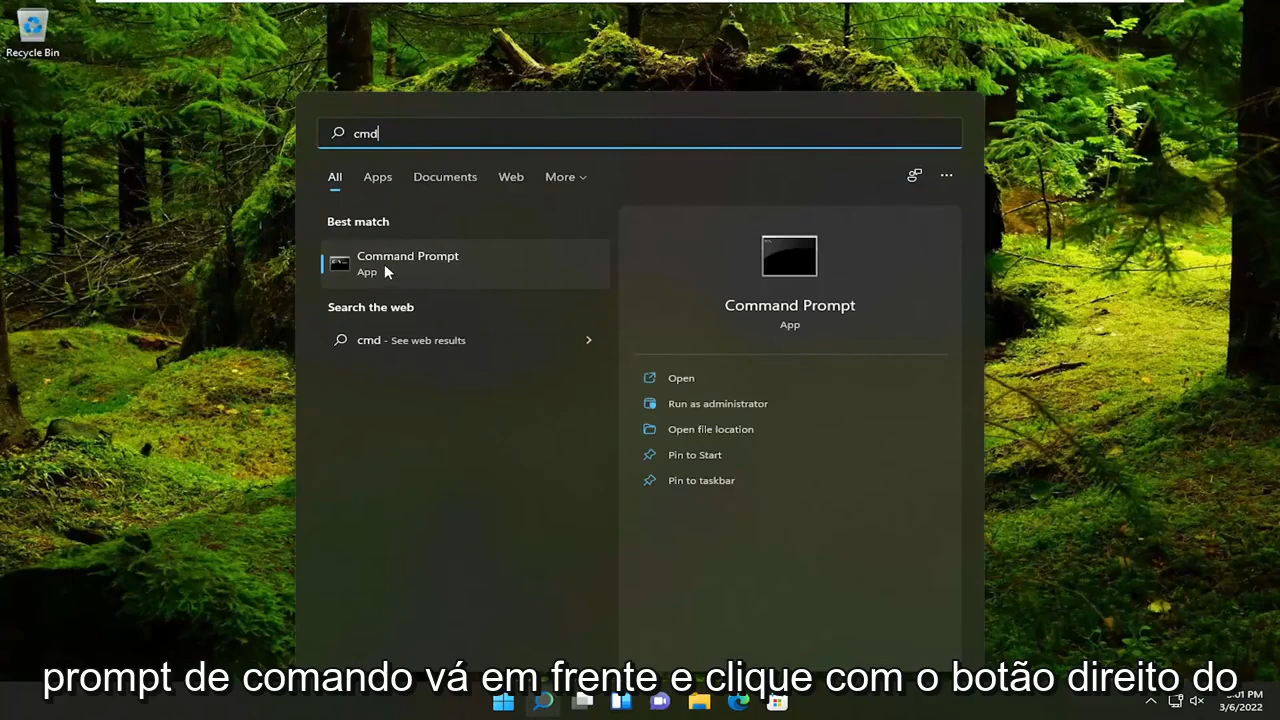 Recycle Bin
cmd
All Apps Documents Web More
Best match
Command Prompt
App
Search the web
cmd - See web results
Command Prompt
App
Open
Run as administrator
Open file location
Pin to Start
Pin to taskbar
prompt de comando vá em frente e clique com o botão direito do
:01 PM
3/6/2022